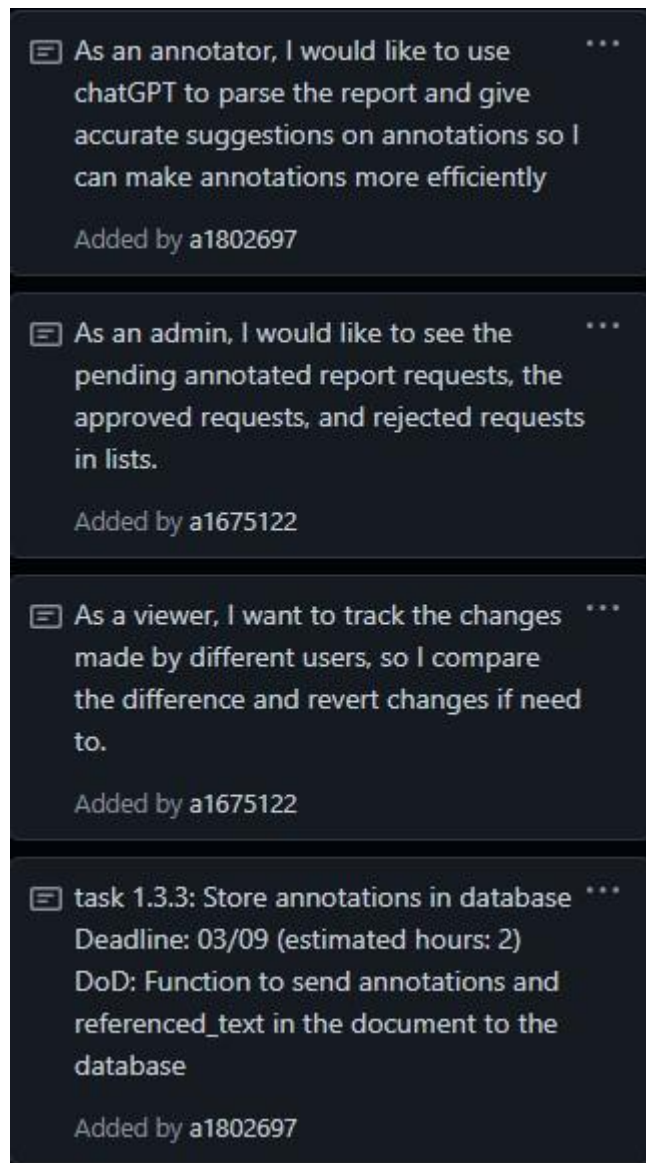 As an annotator, I would like to use
chatGPT to parse the report and give
accurate suggestions on annotations so I
can make annotations more efficiently
Added by a1802697
As an admin, I would like to see the
pending annotated report requests, the
approved requests, and rejected requests
in lists.
Added by a1675122
As a viewer, I want to track the changes
made by different users, so I compare
the difference and revert changes if need
to.
Added by a1675122
task 1.3.3: Store annotations in database
Deadline: 03/09 (estimated hours: 2)
DoD: Function to send annotations and
referenced_text in the document to the
database
Added by a1802697